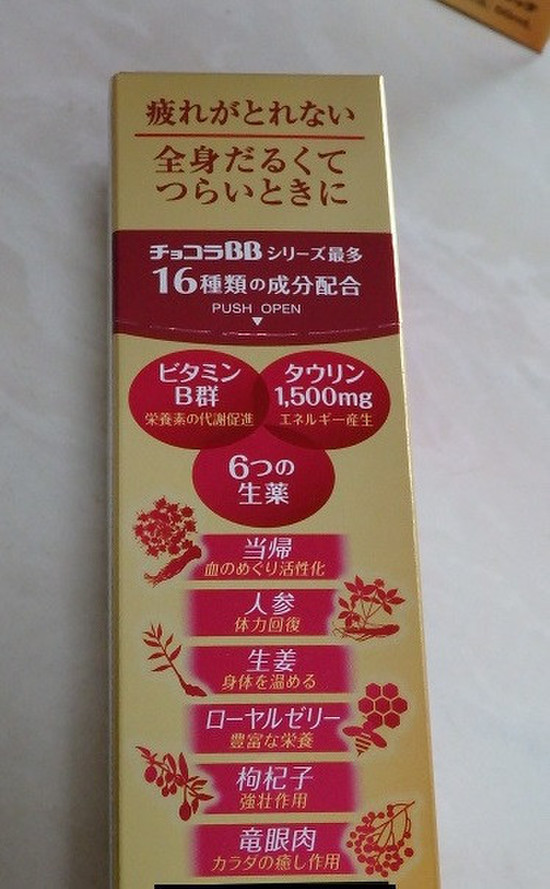 疲れがとれない
全身だるくて
つらいときに
チョコラBBシリーズ最多
16種類の成分配合
PUSH OPEN
ビタミン
B群
栄養素の代謝促進
タウリン
1,500mg
エネルギー産生
6つの
生薬
当帰
血のめぐり活性化
人参
体力回復
生姜
身体を温める
ローヤルゼリー
豊富な栄養
枸杞子
強壮作用
竜眼肉
カラダの癒し作用